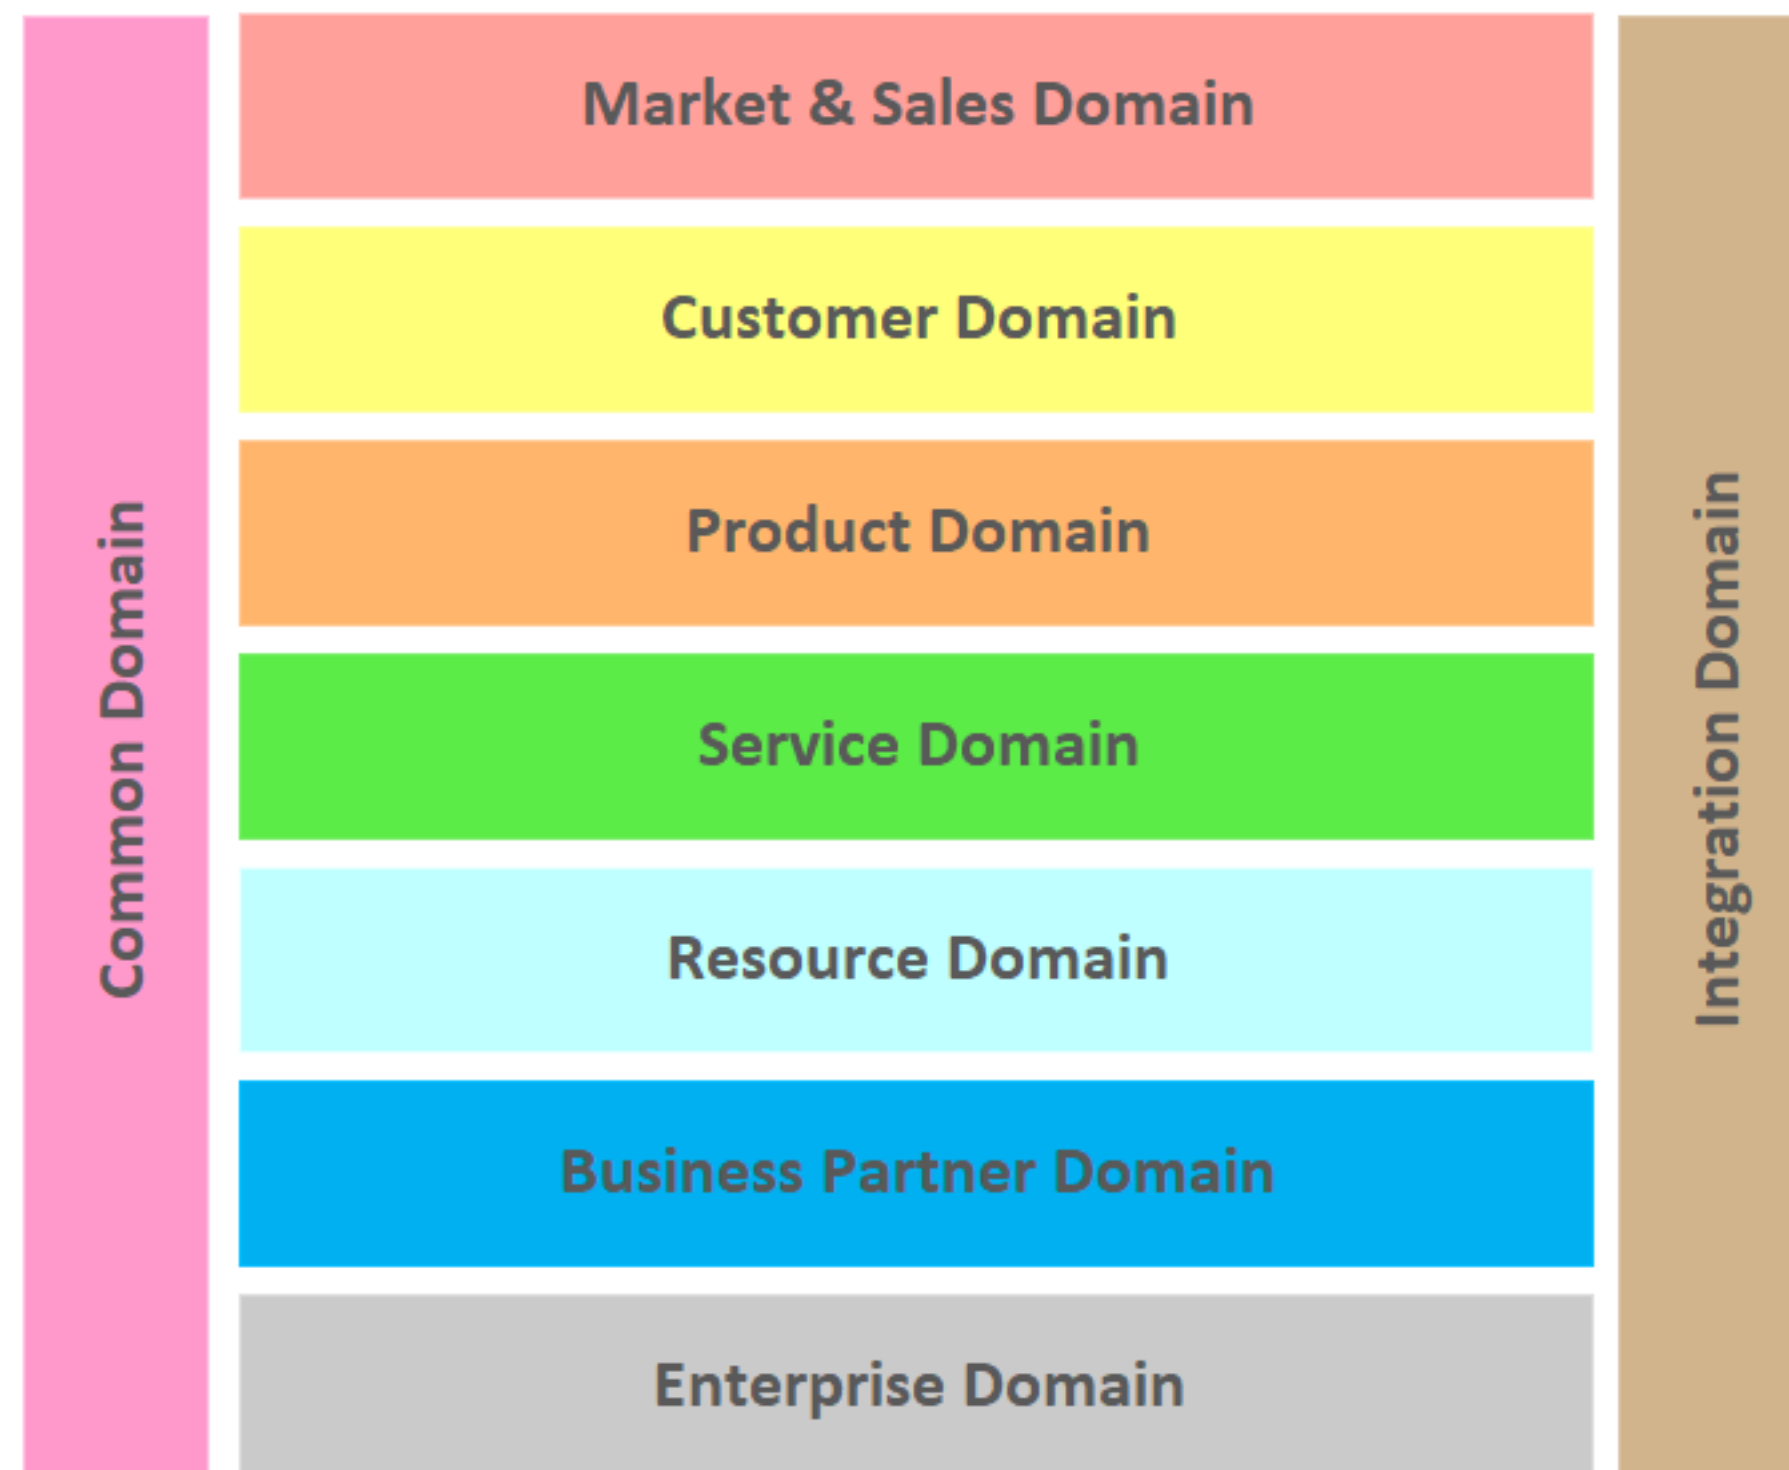 Common Domain
Market & Sales Domain
Customer Domain
Product Domain
Service Domain
Resource Domain
Business Partner Domain
Enterprise Domain
Integration Domain